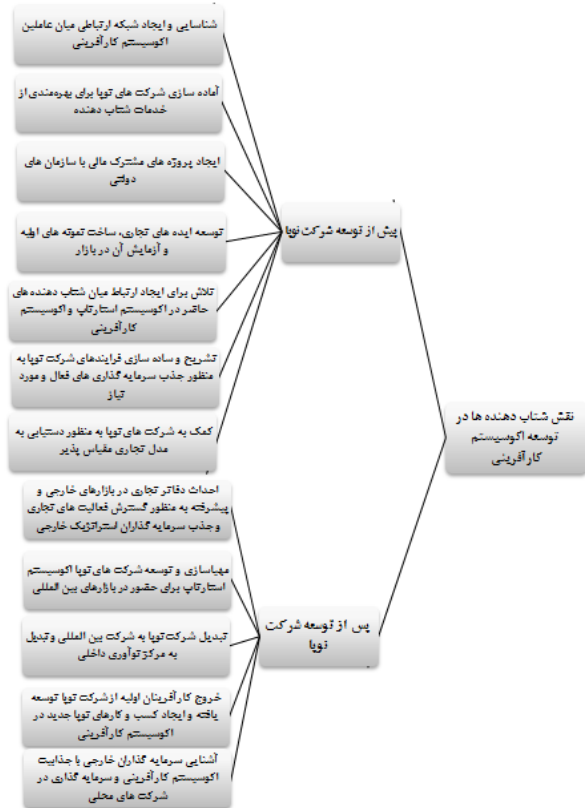 شناسایی و ایجاد شبکه ارتباطی میان عاملین
اکوسیستم کارآفرینی
آماده سازی شرکت های نوپا برای بهره‌مندی از
خدمات شتاب دهنده
ایجاد پروژه های مشترک مالی با سازمان های
دولتی
توسعه ایده های تجاری، ساخت نمونه های اولیه
و آزمایش آن در بازار
تلاش برای ایجاد ارتباط میان شتاب دهنده های
حاضر در اکوسیستم استارتاپ و اکوسیستم
کارآفرینی
تشریح و ساده سازی فرایندهای شرکت نوپا به
منظور جذب سرمایه گذاری های فعال و مورد
نیاز
کمک به شرکت های نوپا به منظور دستیابی به
مدل تجاری مقیاس پذیر
پیش از توسعه شرکت نوپا
نقش شتاب دهنده ها در
توسعه اکوسیستم
کارآفرینی
احداث دفاتر تجاری در بازارهای خارجی و
پیشرفته به منظور گسترش فعالیت های تجاری
و جذب سرمایه گذاران استراتژیک خارجی
مهیاسازی و توسعه شرکت های نوپا اکوسیستم
استارتاپ برای حضور در بازارهای بین المللی
تبدیل شرکت نوپا به شرکت بین المللی و تبدیل
به مرکز نوآوری داخلی
خروج کارآفرینان اولیه از شرکت نوپا توسعه
یافته و ایجاد کسب و کارهای نوپا جدید در
اکوسیستم کارآفرینی
آشنایی سرمایه گذاران خارجی با جذابیت
اکوسیستم کارآفرینی و سرمایه گذاری در
شرکت های محلی
پس از توسعه شرکت
نوپا